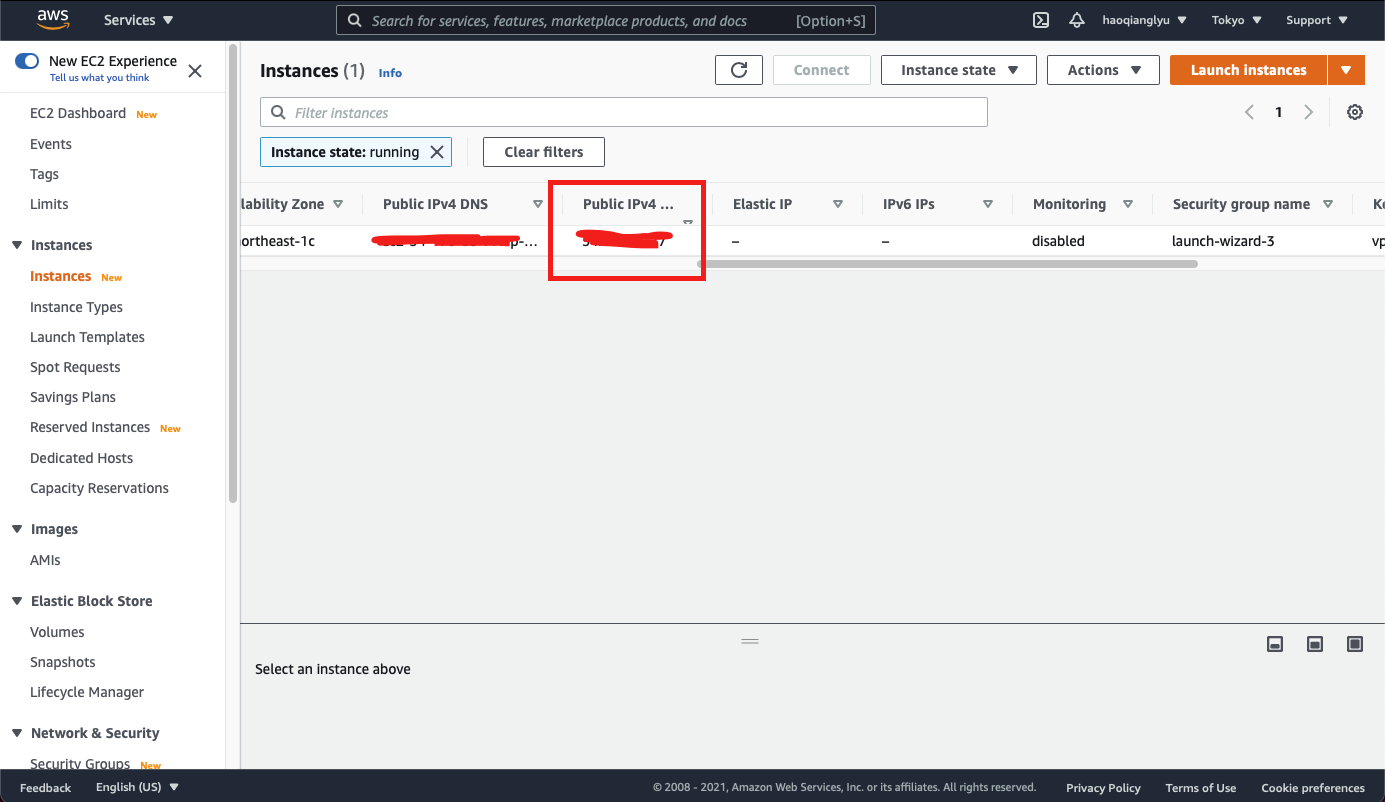 aws
Services
Search for services, features, marketplace products, and docs
[Option+S]
haoqianglyu
Tokyo
Support
New EC2 Experience
Tell us what you think
EC2 Dashboard New
Events
Tags
Limits
Instances
Instances New
Instance Types
Launch Templates
Spot Requests
Savings Plans
Reserved Instances New
Dedicated Hosts
Capacity Reservations
Images
AMIs
Elastic Block Store
Volumes
Snapshots
Lifecycle Manager
Network & Security
Security Groups New
Instances (1) Info
Connect
Instance state
Actions
Launch instances
Filter instances
1
Instance state: running
Clear filters
lability Zone
Public IPv4 DNS
Public IPv4 ...
Elastic IP
IPv6 IPs
Monitoring
Security group name
Ke
ortheast-1c
–
–
disabled
launch-wizard-3
vp
Select an instance above
Feedback
English (US)
© 2008 - 2021, Amazon Web Services, Inc. or its affiliates. All rights reserved.
Privacy Policy
Terms of Use
Cookie preferences